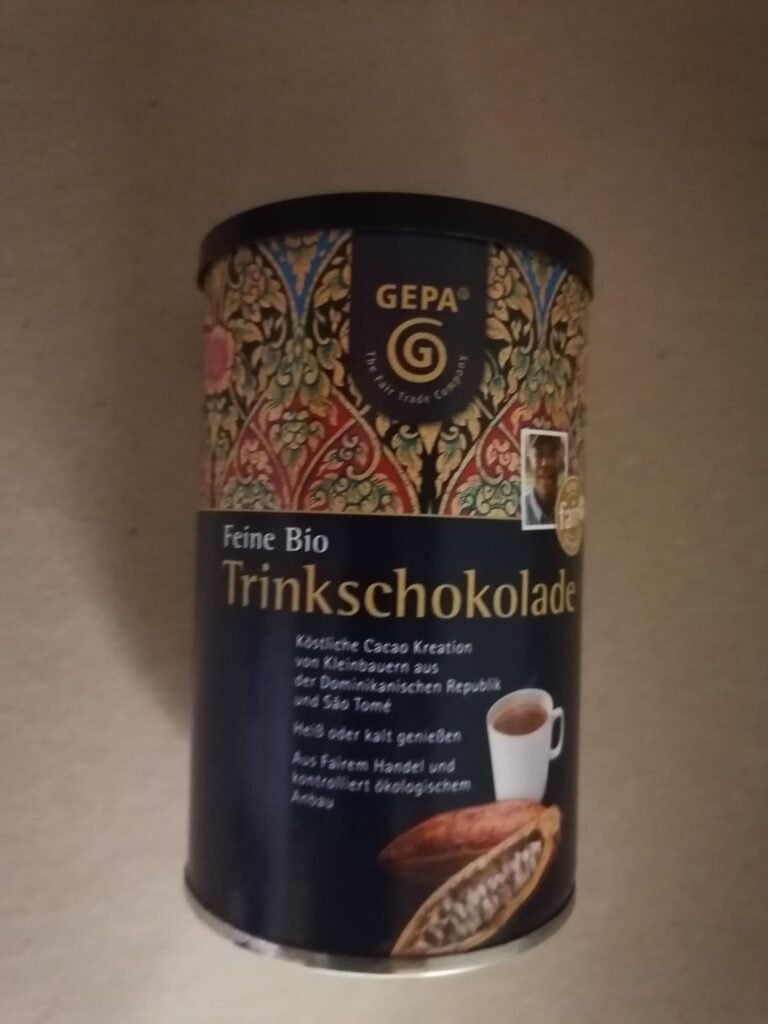 GEPA®
The Fair Trade Company
Feine Bio
Trinkschokolade
Köstliche Cacao Kreation
von Kleinbauern aus
der Dominikanischen Republik
und São Tomé
Heiß oder kalt genießen
Aus Fairem Handel und
kontrolliert ökologischem
Anbau